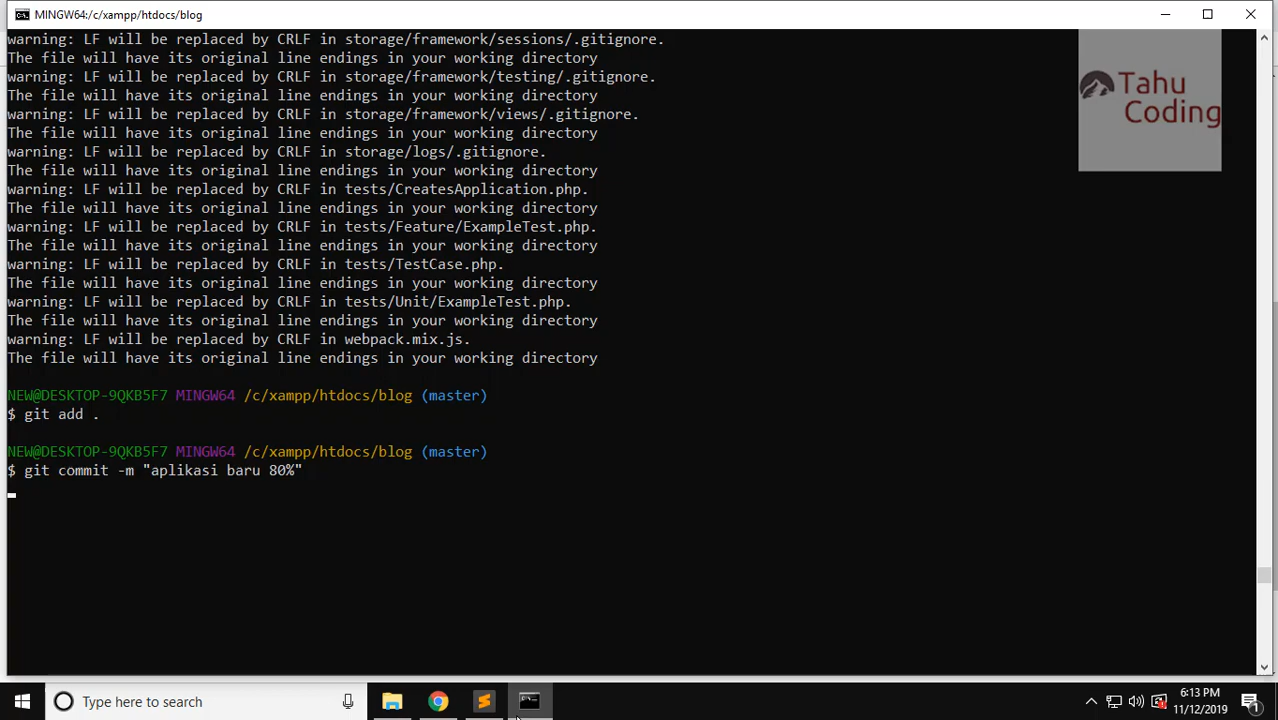 MINGW64:/c/xampp/htdocs/blog
warning: LF will be replaced by CRLF in storage/framework/sessions/.gitignore.
The file will have its original line endings in your working directory
warning: LF will be replaced by CRLF in storage/framework/testing/.gitignore.
The file will have its original line endings in your working directory
warning: LF will be replaced by CRLF in storage/framework/views/.gitignore.
The file will have its original line endings in your working directory
warning: LF will be replaced by CRLF in storage/logs/.gitignore.
The file will have its original line endings in your working directory
warning: LF will be replaced by CRLF in tests/CreatesApplication.php.
The file will have its original line endings in your working directory
warning: LF will be replaced by CRLF in tests/Feature/ExampleTest.php.
The file will have its original line endings in your working directory
warning: LF will be replaced by CRLF in tests/TestCase.php.
The file will have its original line endings in your working directory
warning: LF will be replaced by CRLF in tests/Unit/ExampleTest.php.
The file will have its original line endings in your working directory
warning: LF will be replaced by CRLF in webpack.mix.js.
The file will have its original line endings in your working directory
NEW@DESKTOP-9QKB5F7 MINGW64 /c/xampp/htdocs/blog (master)
$ git add .
NEW@DESKTOP-9QKB5F7 MINGW64 /c/xampp/htdocs/blog (master)
$ git commit -m "aplikasi baru 80%"
Tahu
Coding
Type here to search
6:13 PM
11/12/2019
1